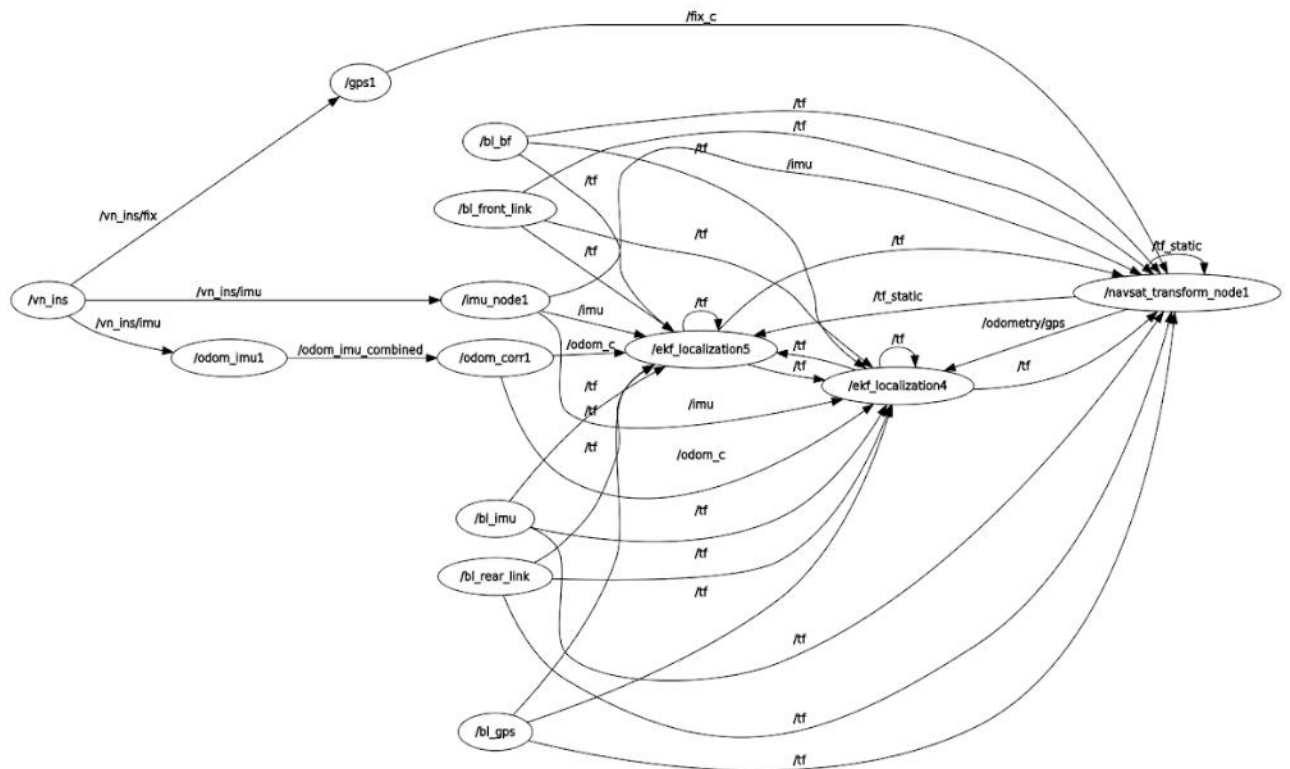 /fix_c
/gps1
/tf
/tf
/bl_bf
/tf
/imu
/tf
/bl_front_link
/vn_ins/fix
/tf
/tf
/tf
/tf_static
/vn_ins
/vn_ins/imu
/imu_node1
/tf
/tf_static
/navsat_transform_node1
/imu
/odometry/gps
/vn_ins/imu
/odom_imu1
/odom_imu_combined
/odom_corr1
/odom_c
/ekf_localization5
/tf
/tf
/tf
/tf
/ekf_localization4
/tf
/tf
/imu
/tf
/odom_c
/bl_imu
/tf
/tf
/bl_rear_link
/tf
/tf
/tf
/bl_gps
/tf